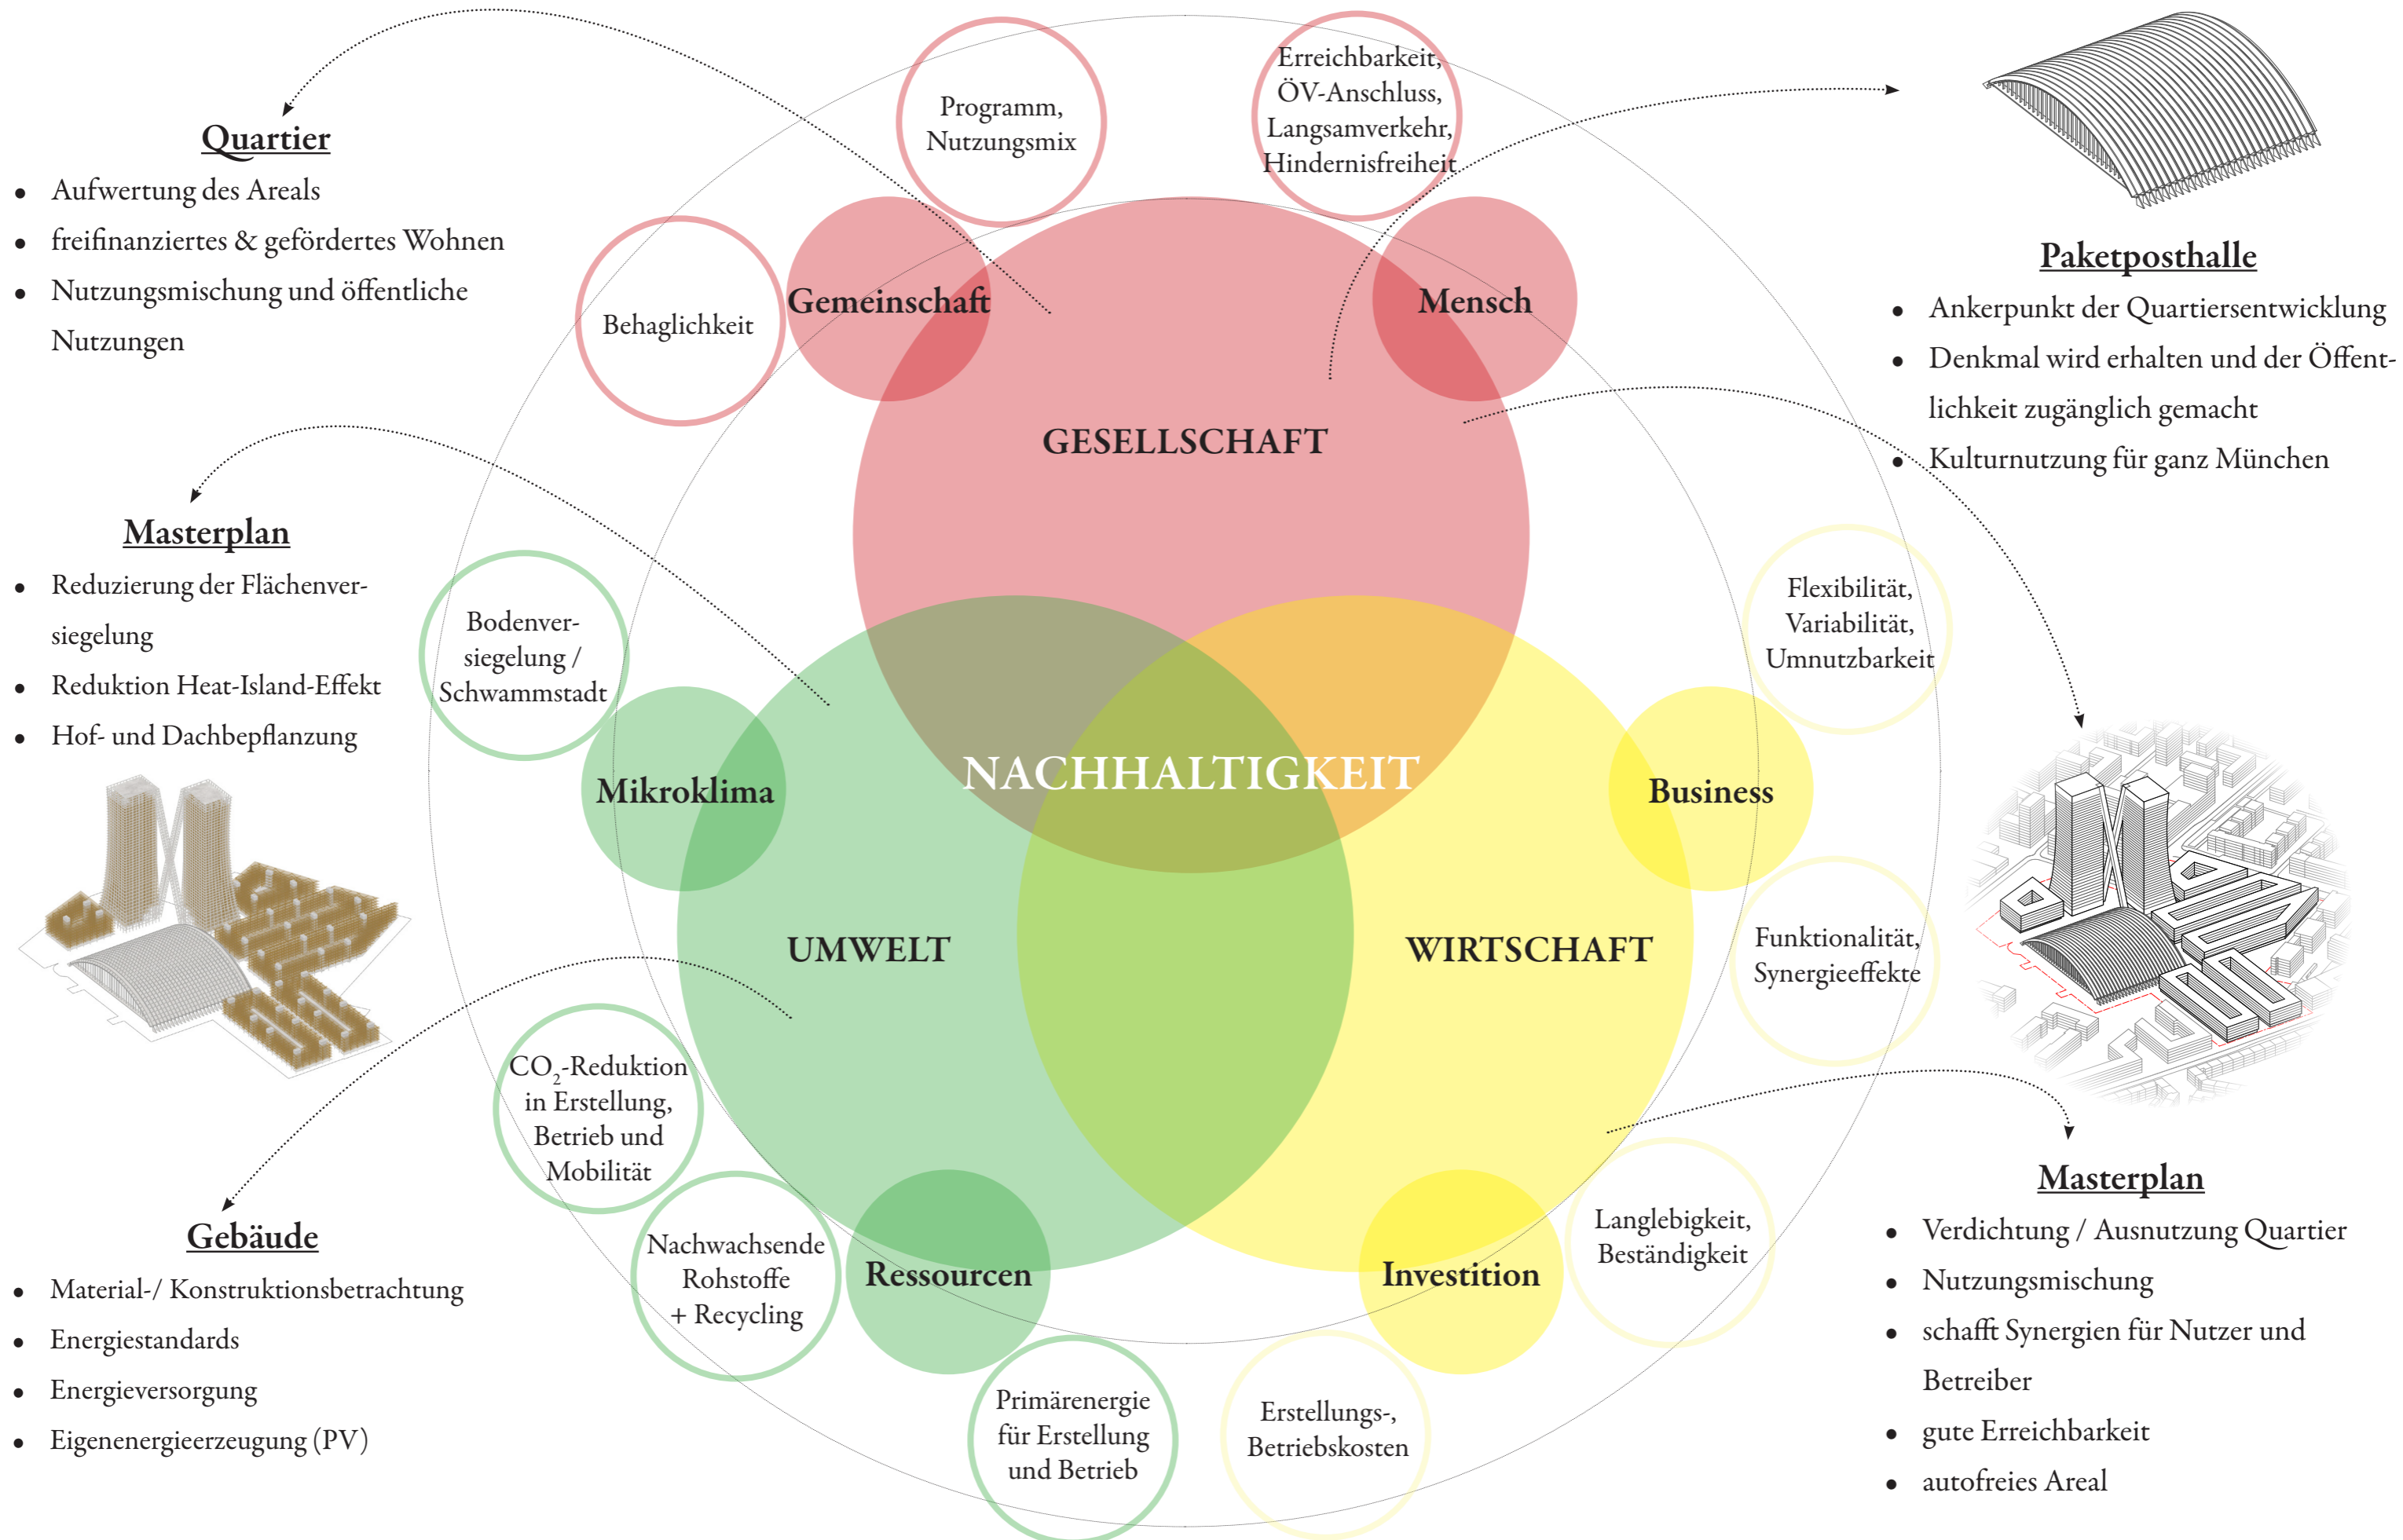 Quartier
• Aufwertung des Areals
• freifinanziertes & gefördertes Wohnen
• Nutzungsmischung und öffentliche
Nutzungen
Masterplan
• Reduzierung der Flächenver-
siegelung
• Reduktion Heat-Island-Effekt
• Hof- und Dachbepflanzung
Gebäude
• Material-/ Konstruktionsbetrachtung
• Energiestandards
• Energieversorgung
• Eigenenergieerzeugung (PV)
Programm,
Nutzungsmix
Erreichbarkeit,
ÖV-Anschluss,
Langsamverkehr,
Hindernisfreiheit
Behaglichkeit
Gemeinschaft
Mensch
GESELLSCHAFT
Bodenver-
siegelung /
Schwammstadt
Mikroklima
NACHHALTIGKEIT
Flexibilität,
Variabilität,
Umnutzbarkeit
Business
UMWELT
WIRTSCHAFT
Funktionalität,
Synergieeffekte
CO₂-Reduktion
in Erstellung,
Betrieb und
Mobilität
Nachwachsende
Rohstoffe
+ Recycling
Ressourcen
Investition
Langlebigkeit,
Beständigkeit
Primärenergie
für Erstellung
und Betrieb
Erstellungs-,
Betriebskosten
Paketposthalle
• Ankerpunkt der Quartiersentwicklung
• Denkmal wird erhalten und der Öffent-
lichkeit zugänglich gemacht
• Kulturnutzung für ganz München
Masterplan
• Verdichtung / Ausnutzung Quartier
• Nutzungsmischung
• schafft Synergien für Nutzer und
Betreiber
• gute Erreichbarkeit
• autofreies Areal